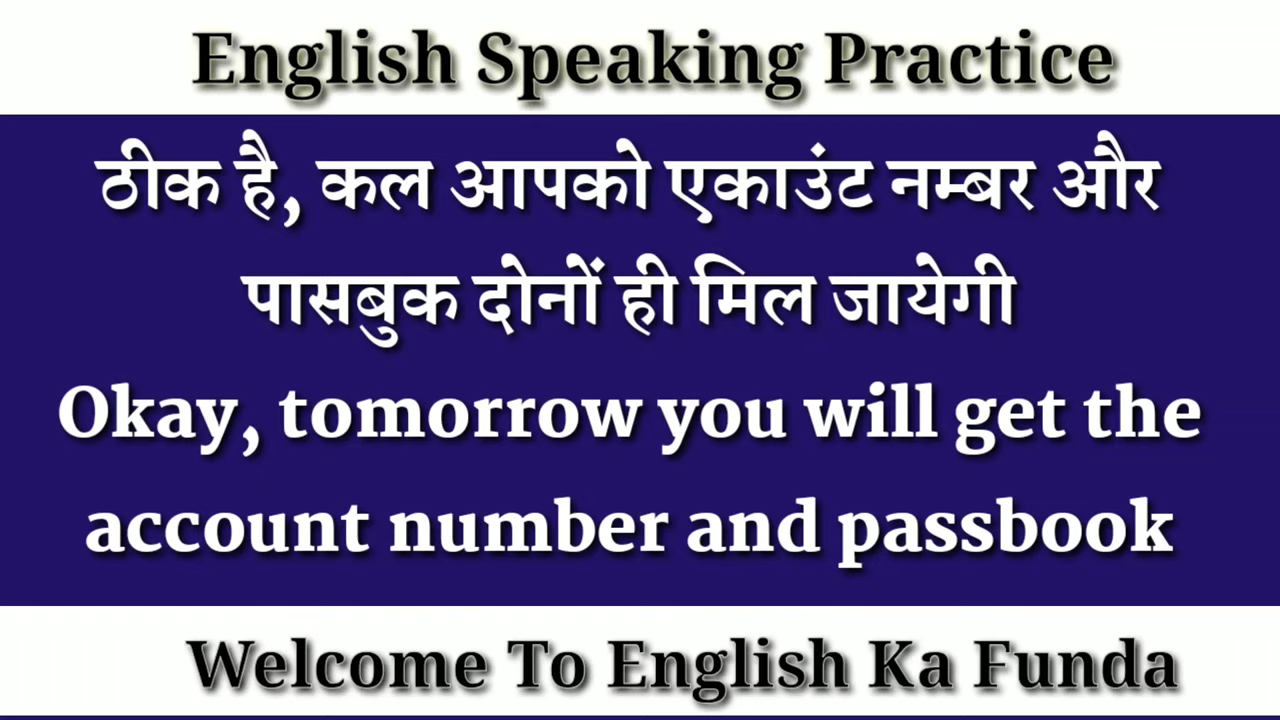 English Speaking Practice
ठीक है, कल आपको एकाउंट नम्बर और
पासबुक दोनों ही मिल जायेगी
Okay, tomorrow you will get the
account number and passbook
Welcome To English Ka Funda